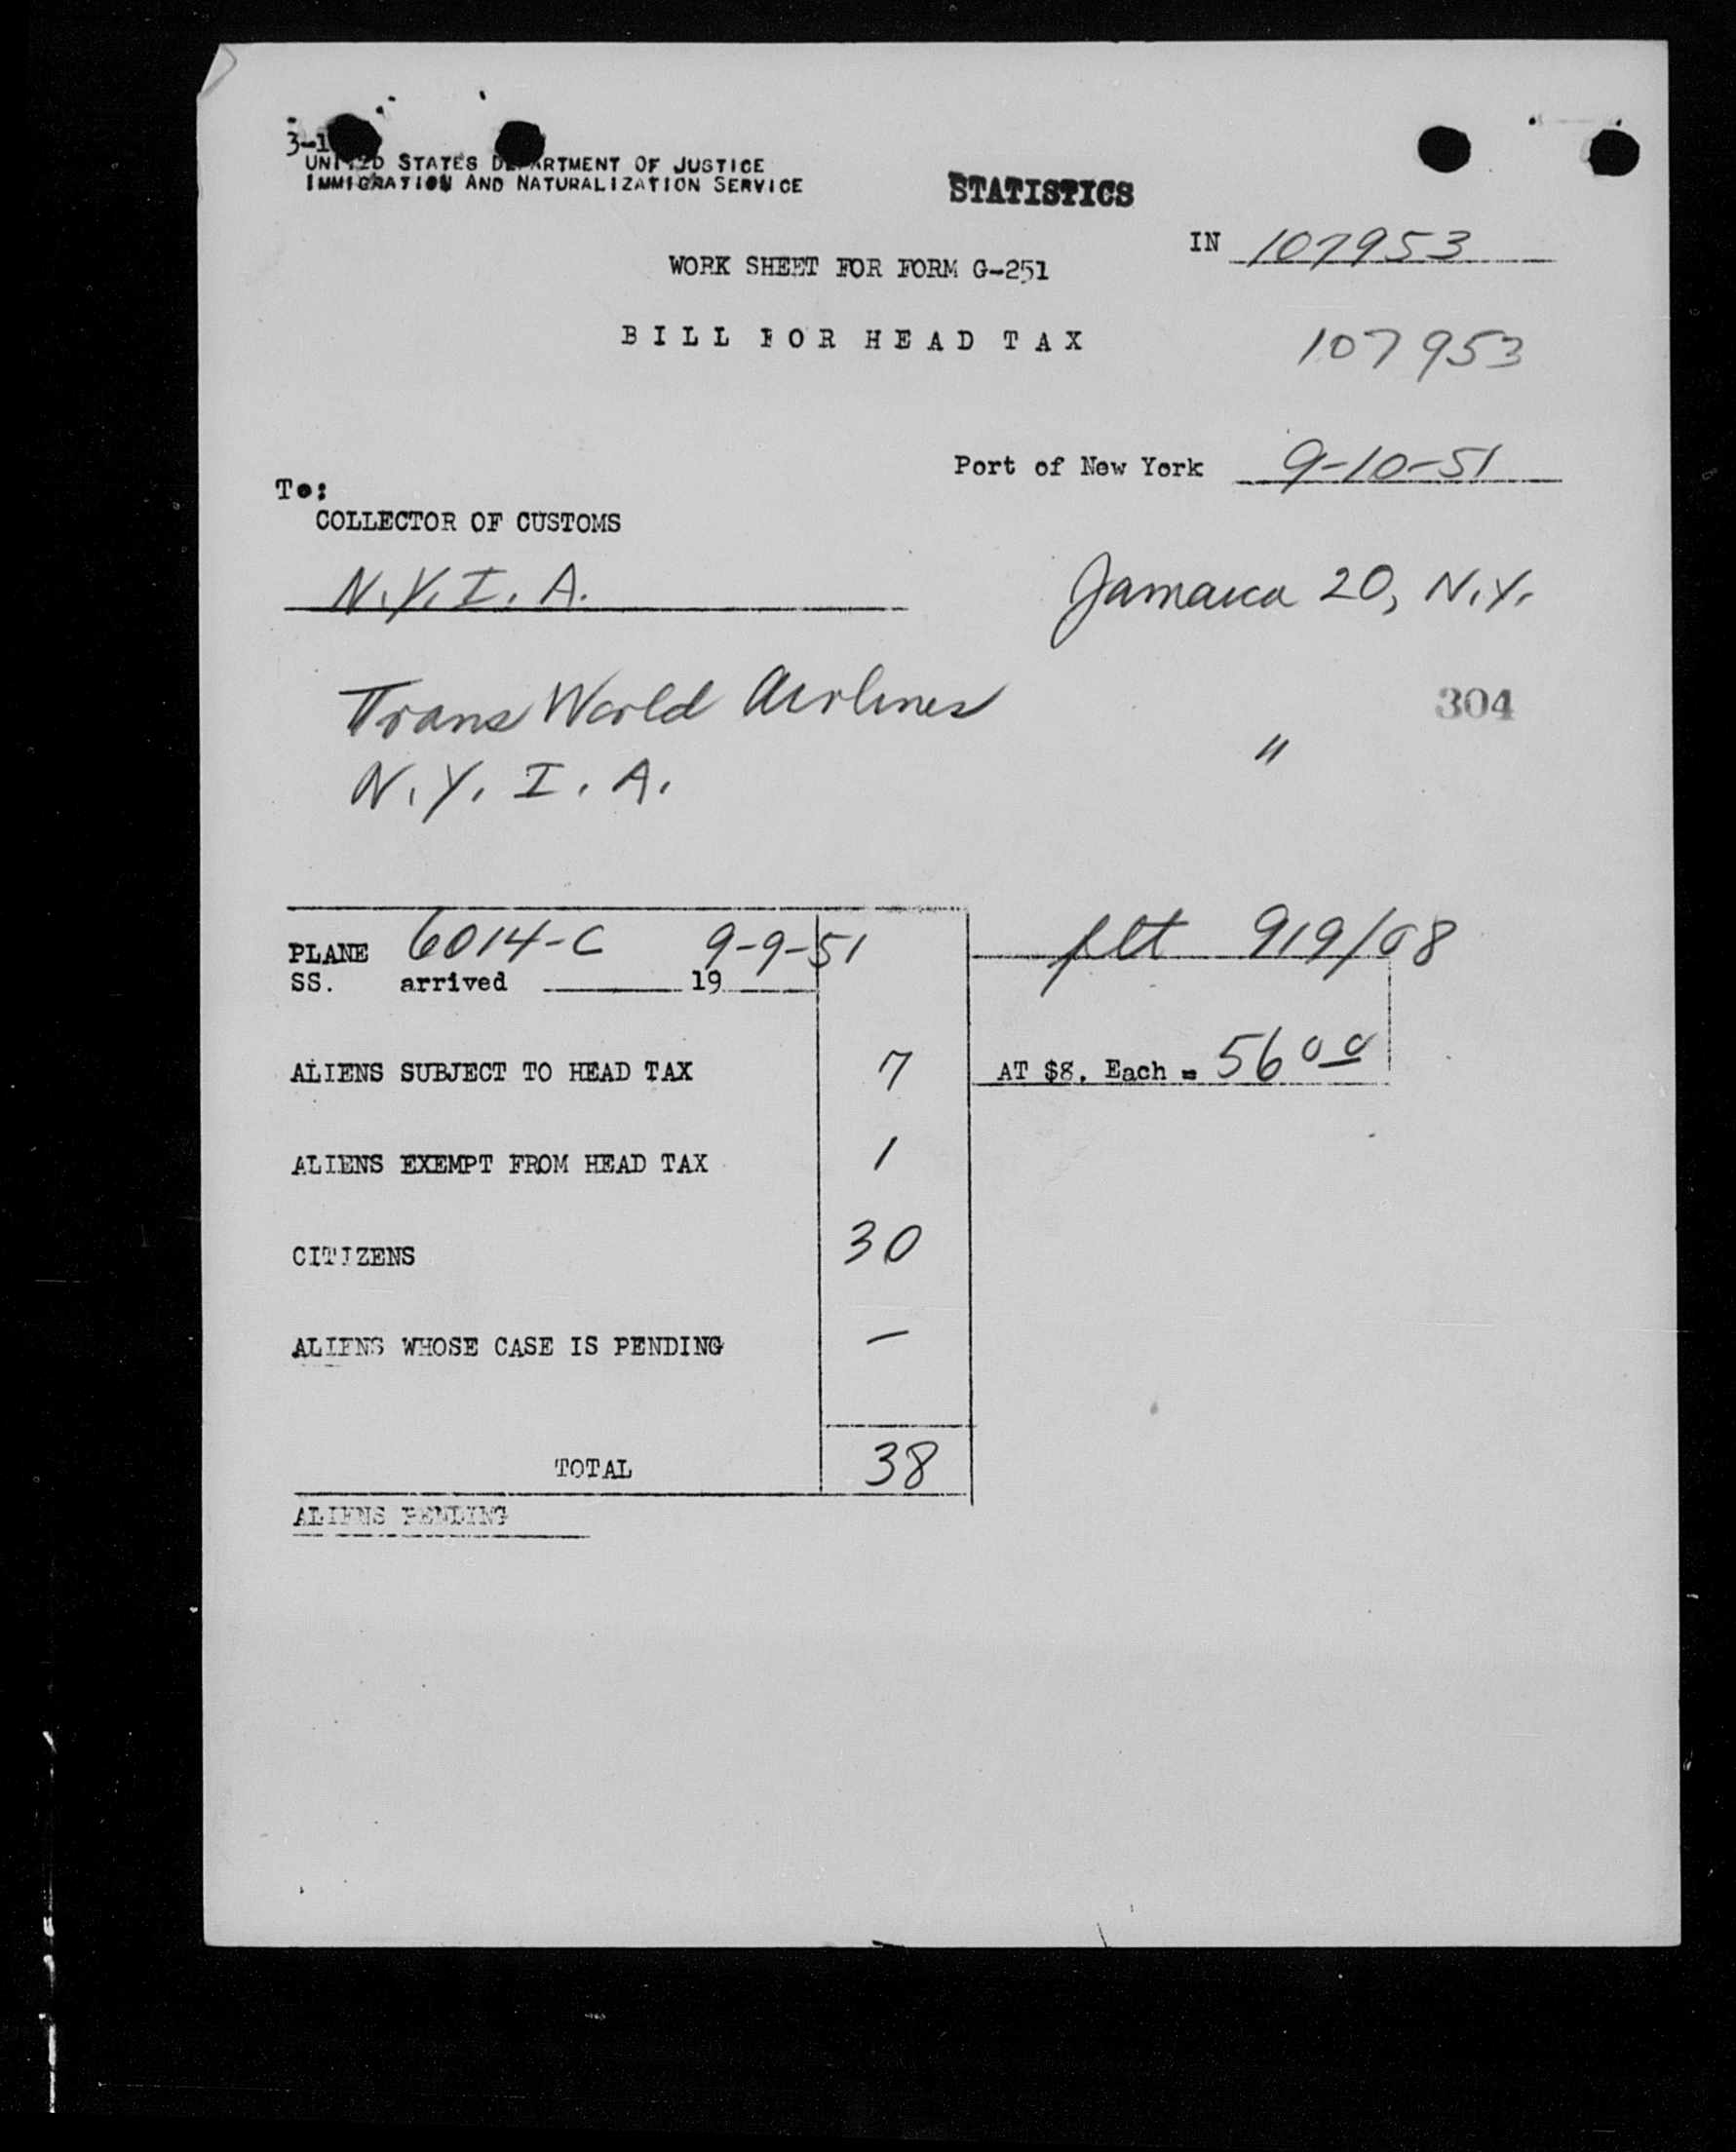 3-1
UNITED STATES DEPARTMENT OF JUSTICE
IMMIGRATION AND NATURALIZATION SERVICE
STATISTICS
IN 107953
WORK SHEET FOR FORM G-251
BILL FOR HEAD TAX
107953
Port of New York 9-10-51
To:
COLLECTOR OF CUSTOMS
N.Y.I.A. Jamaica 20, N.Y.
Trans World Airlines 304
N.Y.I.A. "
PLANE 6014-C 9-9-51 flt 919/08
SS. arrived 19
ALIENS SUBJECT TO HEAD TAX 7 AT $8. Each = 56 00
ALIENS EXEMPT FROM HEAD TAX 1
CITIZENS 30
ALIENS WHOSE CASE IS PENDING —
TOTAL 38
ALIENS PENDING